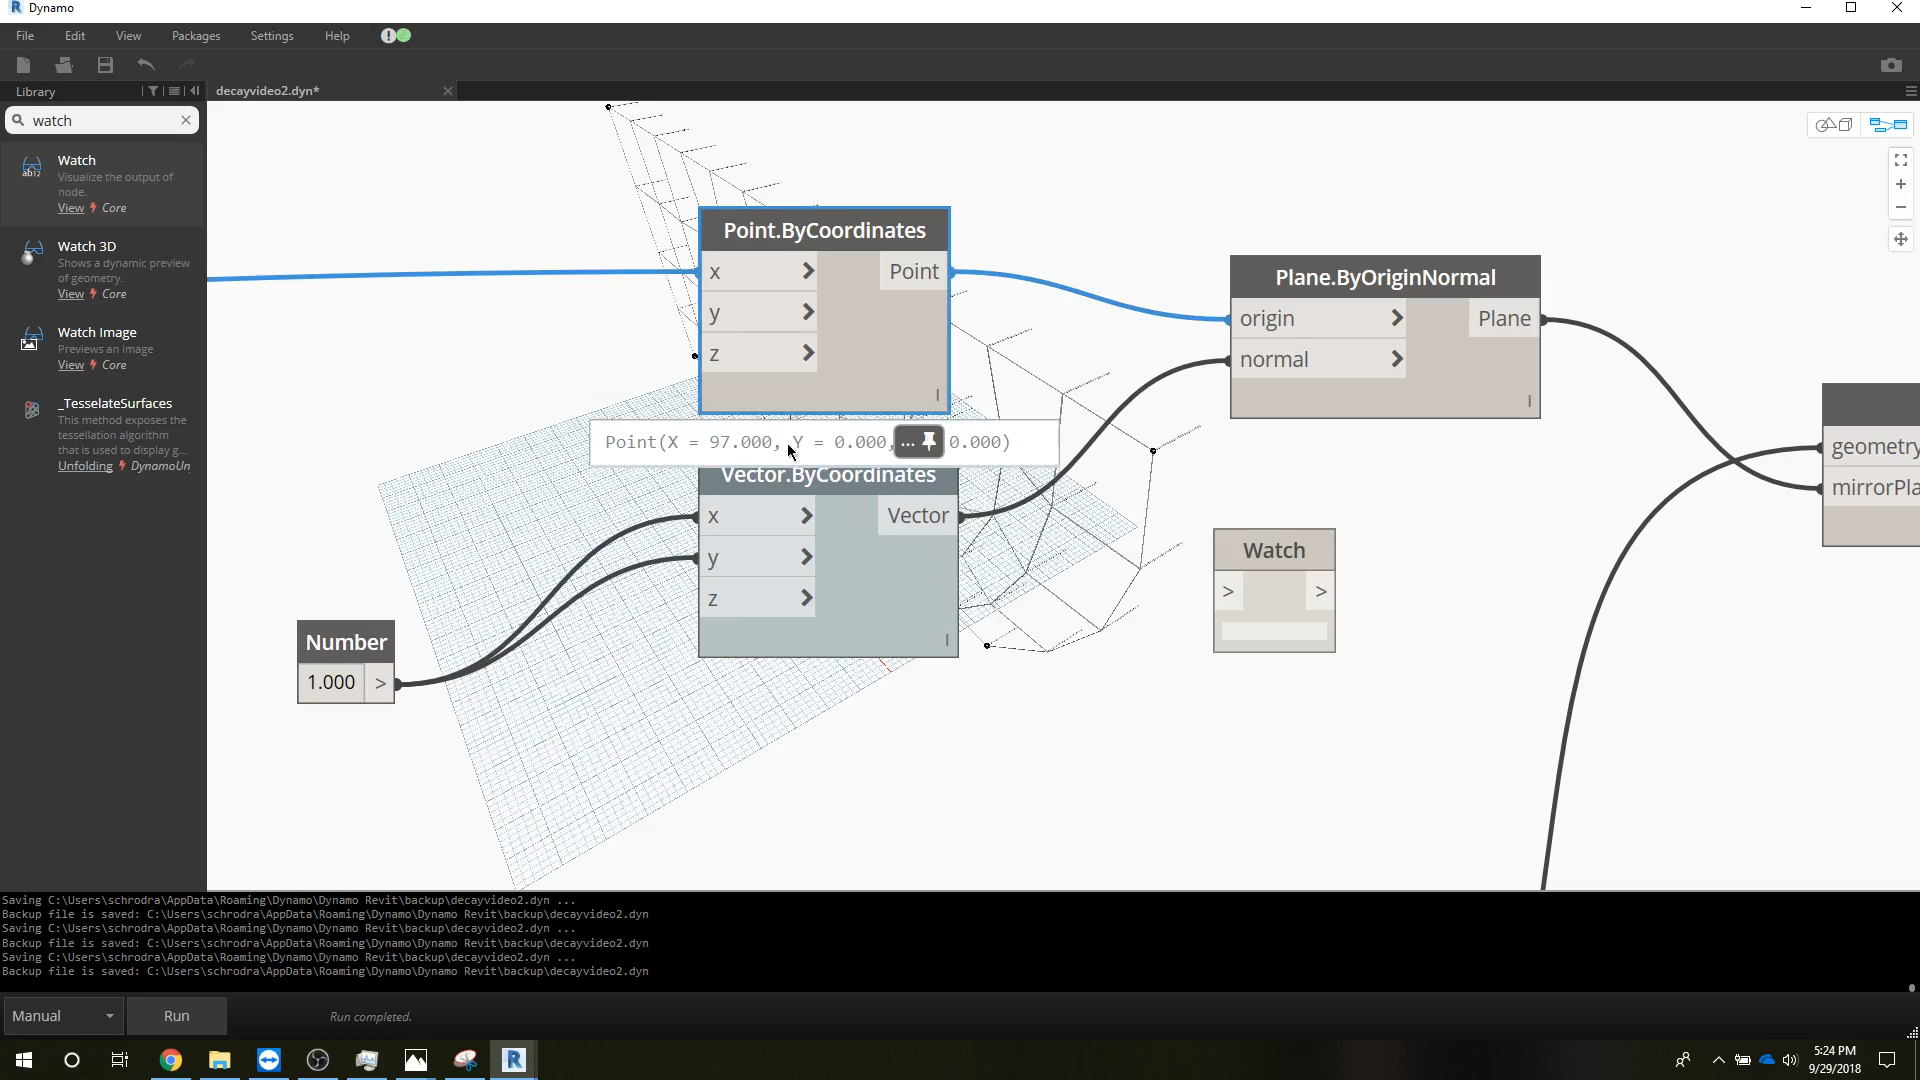 Dynamo
File Edit View Packages Settings Help
Library
decayvideo2.dyn*
watch
Watch
Visualize the output of
node.
View Core
Watch 3D
Shows a dynamic preview
of geometry.
View Core
Watch Image
Previews an image
View Core
_TesselateSurfaces
This method exposes the
tessellation algorithm
that is used to display g...
Unfolding DynamoUn
Point.ByCoordinates
x > Point
y >
z >
Point(X = 97.000, Y = 0.000, ... 0.000)
Vector.ByCoordinates
x > Vector
y >
z >
Number
1.000 >
Plane.ByOriginNormal
origin > Plane
normal >
Watch
> >
geometry
mirrorPla
Saving C:\Users\schrodra\AppData\Roaming\Dynamo\Dynamo Revit\backup\decayvideo2.dyn ...
Backup file is saved: C:\Users\schrodra\AppData\Roaming\Dynamo\Dynamo Revit\backup\decayvideo2.dyn
Saving C:\Users\schrodra\AppData\Roaming\Dynamo\Dynamo Revit\backup\decayvideo2.dyn ...
Backup file is saved: C:\Users\schrodra\AppData\Roaming\Dynamo\Dynamo Revit\backup\decayvideo2.dyn
Saving C:\Users\schrodra\AppData\Roaming\Dynamo\Dynamo Revit\backup\decayvideo2.dyn ...
Backup file is saved: C:\Users\schrodra\AppData\Roaming\Dynamo\Dynamo Revit\backup\decayvideo2.dyn
Manual Run Run completed.
5:24 PM
9/29/2018